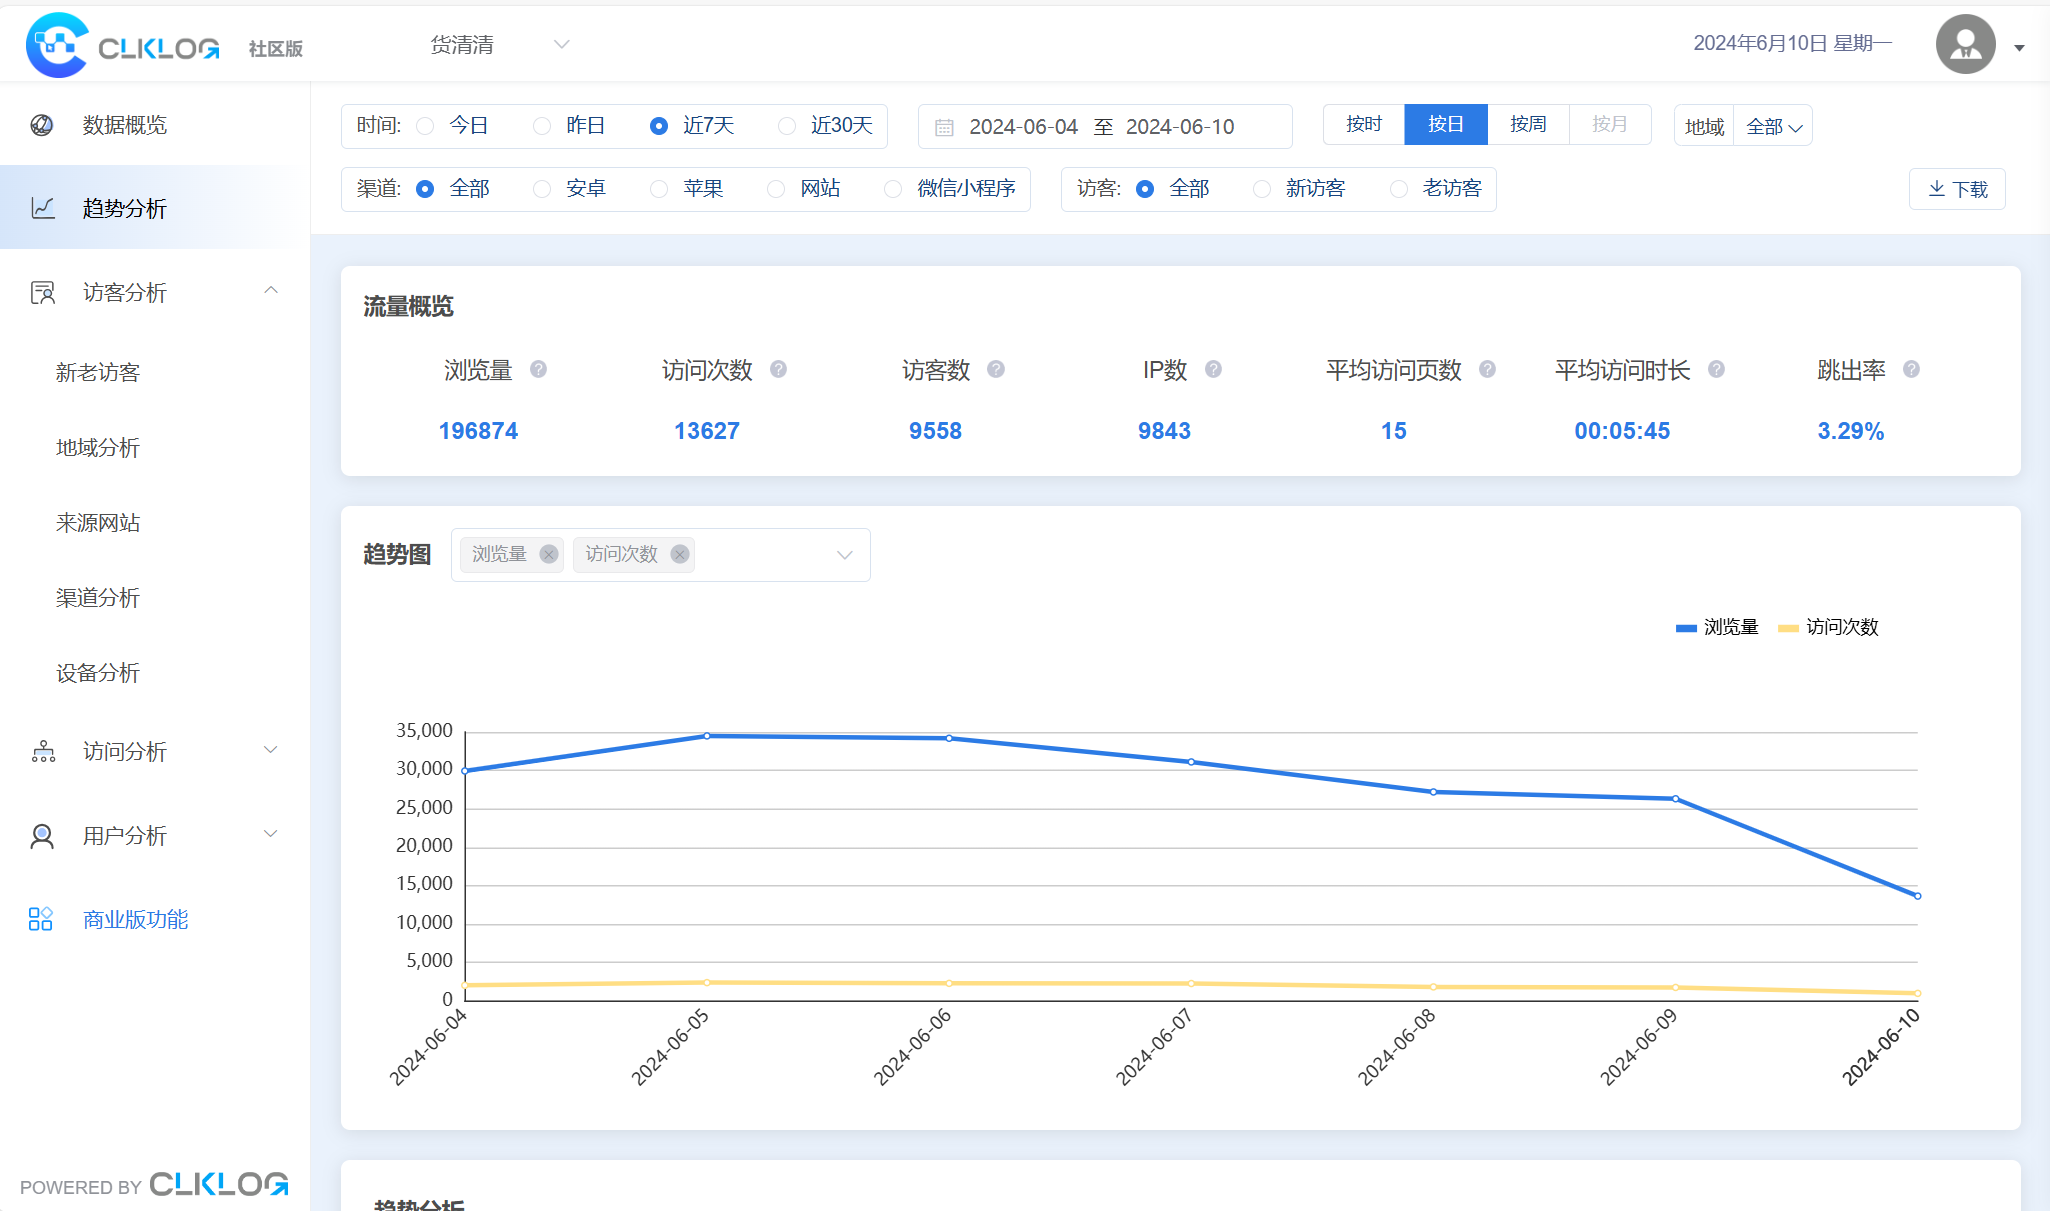 CLKLOG 社区版 货清清 2024年6月10日 星期一
数据概览
趋势分析
访客分析
新老访客
地域分析
来源网站
渠道分析
设备分析
访问分析
用户分析
商业版功能
POWERED BY CLKLOG
时间: 今日 昨日 近7天 近30天 2024-06-04 至 2024-06-10 按时 按日 按周 按月 地域 全部
渠道: 全部 安卓 苹果 网站 微信小程序 访客: 全部 新访客 老访客 下载
流量概览
浏览量 ? 访问次数 ? 访客数 ? IP数 ? 平均访问页数 ? 平均访问时长 ? 跳出率 ?
196874 13627 9558 9843 15 00:05:45 3.29%
趋势图 浏览量 访问次数
浏览量 访问次数
35,000
30,000
25,000
20,000
15,000
10,000
5,000
0
2024-06-04 2024-06-05 2024-06-06 2024-06-07 2024-06-08 2024-06-09 2024-06-10
趋势分析